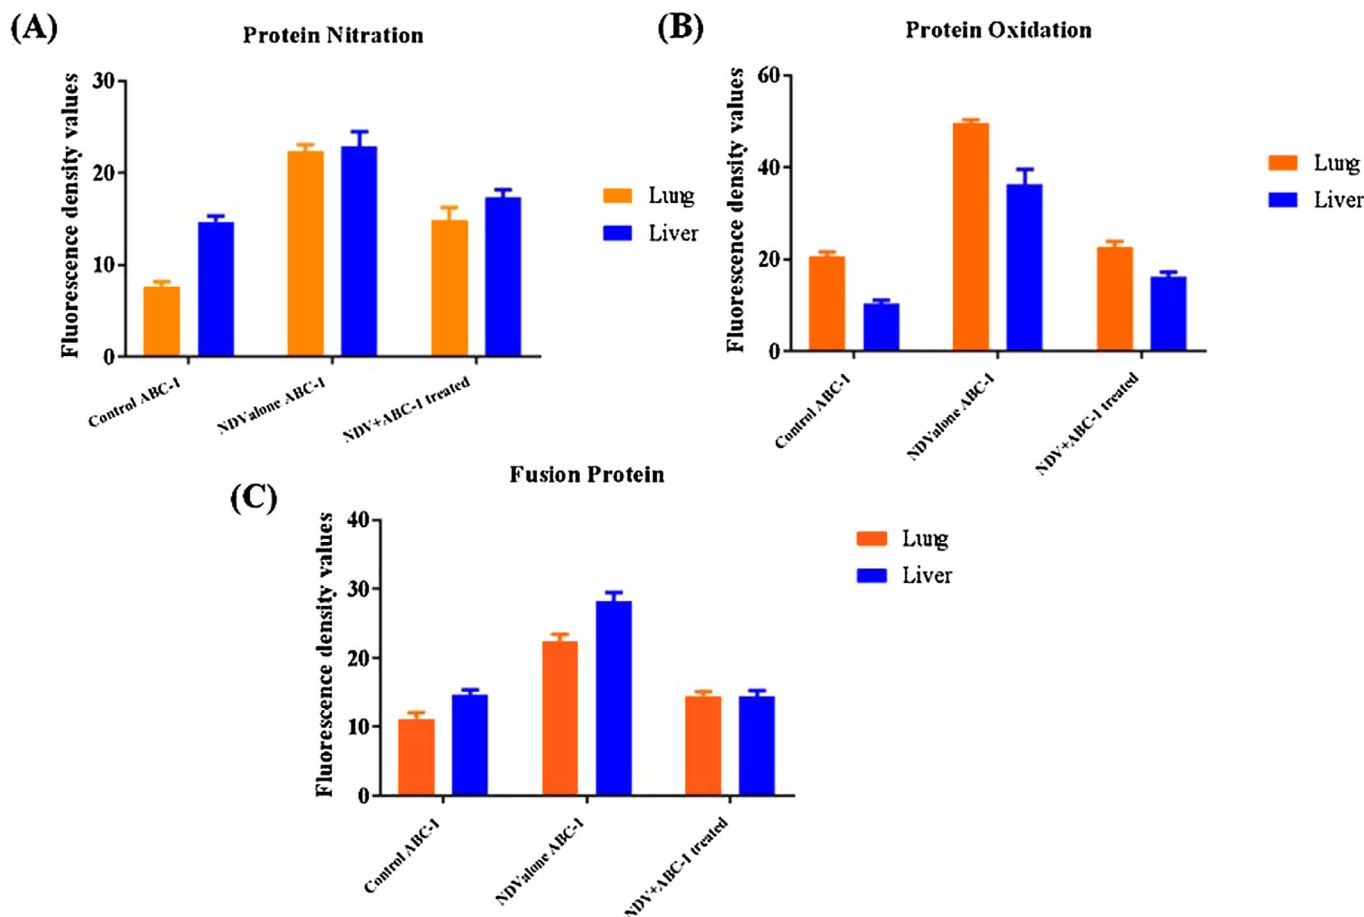 (A)
Protein Nitration
Fluorescence density values
30
20
10
0
Control ABC-1
NDValone ABC-1
NDV+ABC-1 treated
Lung
Liver
(B)
Protein Oxidation
Fluorescence density values
60
40
20
0
Control ABC-1
NDValone ABC-1
NDV+ABC-1 treated
Lung
Liver
(C)
Fusion Protein
Fluorescence density values
40
30
20
10
0
Control ABC-1
NDValone ABC-1
NDV+ABC-1 treated
Lung
Liver